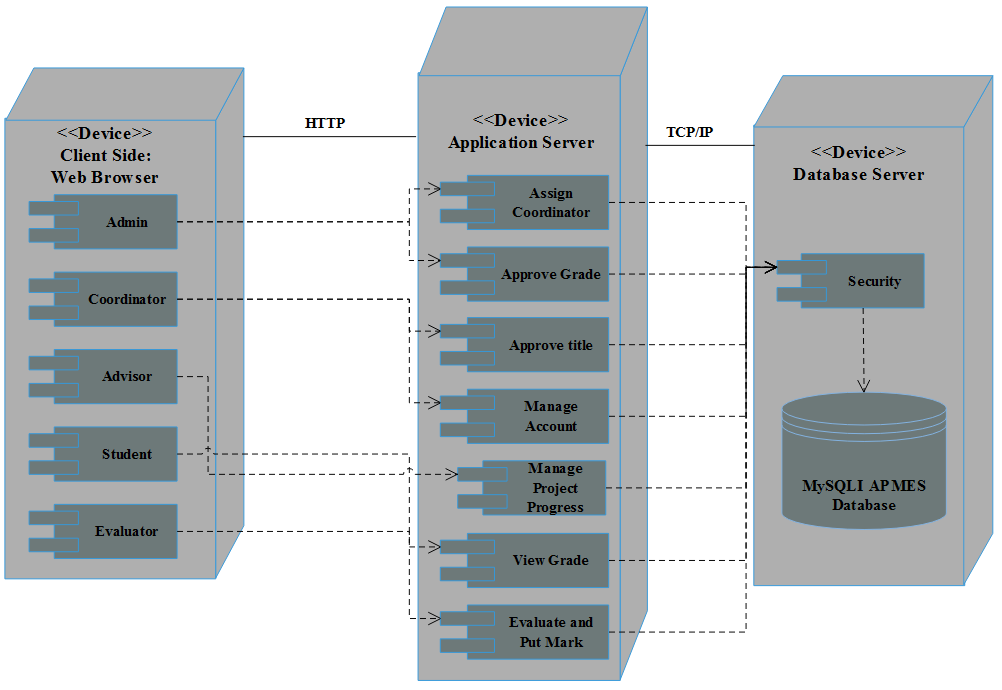 <<Device>>
Client Side:
Web Browser
Admin
Coordinator
Advisor
Student
Evaluator
HTTP
<<Device>>
Application Server
Assign
Coordinator
Approve Grade
Approve title
Manage
Account
Manage
Project
Progress
View Grade
Evaluate and
Put Mark
TCP/IP
<<Device>>
Database Server
Security
MySQLI APMES
Database